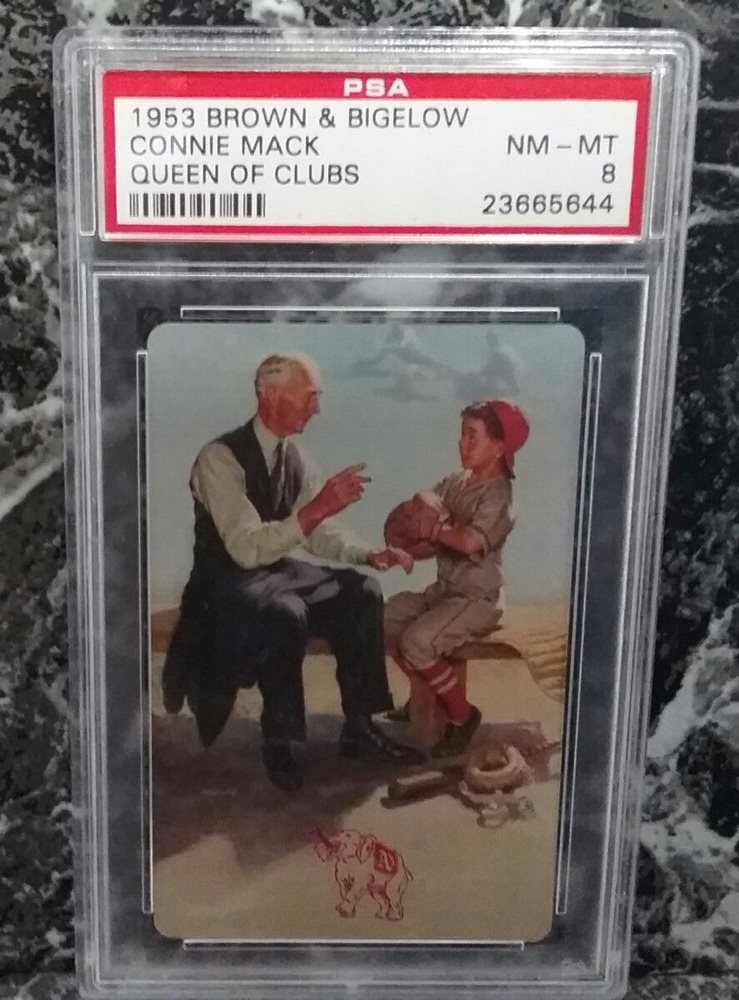 PSA
1953 BROWN & BIGELOW
CONNIE MACK NM - MT
QUEEN OF CLUBS 8
23665644
A